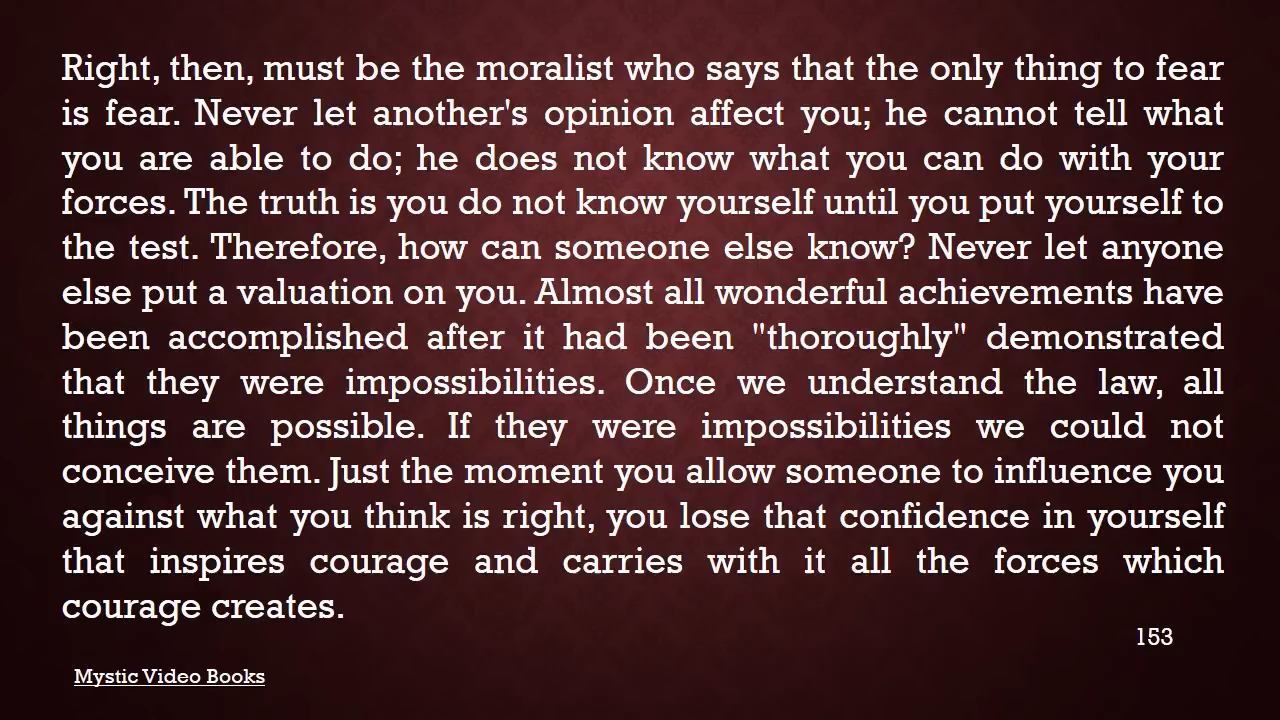 Right, then, must be the moralist who says that the only thing to fear
is fear. Never let another's opinion affect you; he cannot tell what
you are able to do; he does not know what you can do with your
forces. The truth is you do not know yourself until you put yourself to
the test. Therefore, how can someone else know? Never let anyone
else put a valuation on you. Almost all wonderful achievements have
been accomplished after it had been "thoroughly" demonstrated
that they were impossibilities. Once we understand the law, all
things are possible. If they were impossibilities we could not
conceive them. Just the moment you allow someone to influence you
against what you think is right, you lose that confidence in yourself
that inspires courage and carries with it all the forces which
courage creates.
153
Mystic Video Books